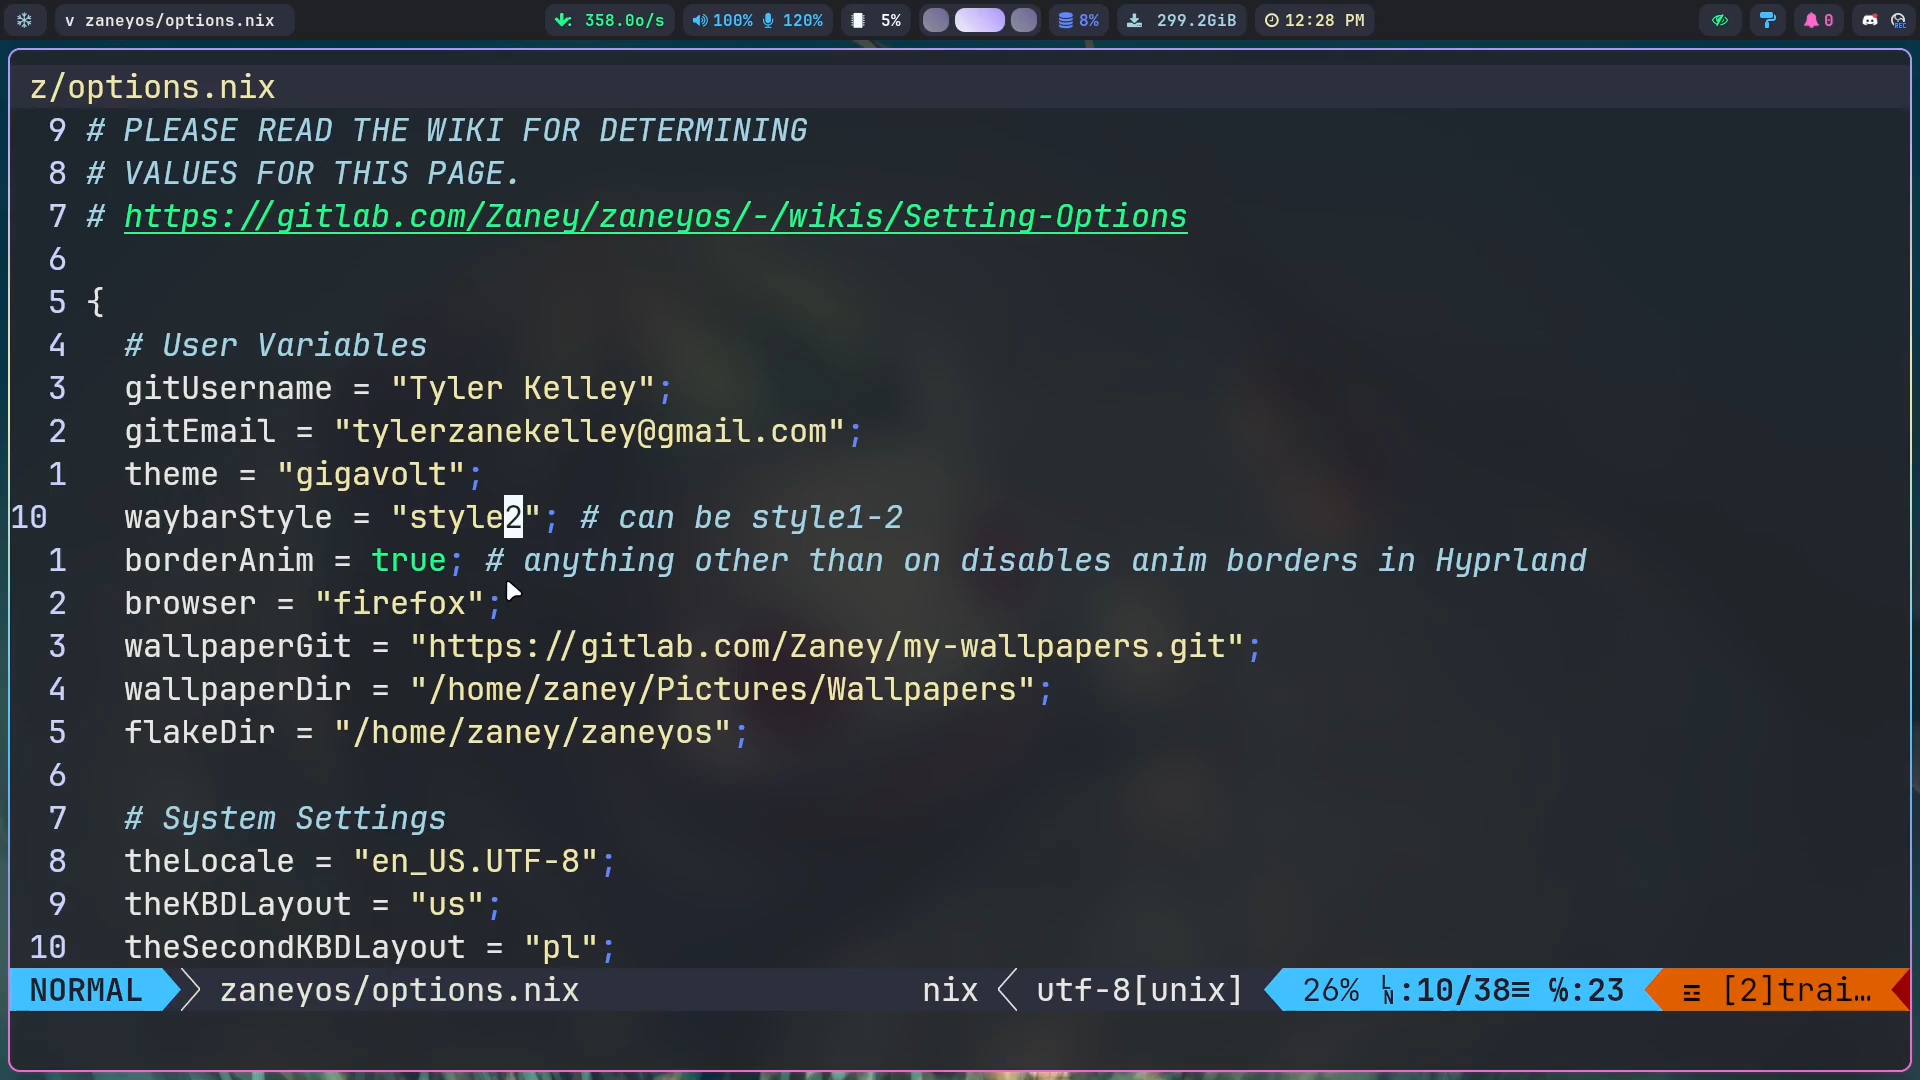 v zaneyos/options.nix
358.0o/s
100% 120%
5%
8%
299.2GiB
12:28 PM
0
z/options.nix
9 # PLEASE READ THE WIKI FOR DETERMINING
8 # VALUES FOR THIS PAGE.
7 # https://gitlab.com/Zaney/zaneyos/-/wikis/Setting-Options
6
5 {
4 # User Variables
3 gitUsername = "Tyler Kelley";
2 gitEmail = "tylerzanekelley@gmail.com";
1 theme = "gigavolt";
10 waybarStyle = "style2"; # can be style1-2
1 borderAnim = true; # anything other than on disables anim borders in Hyprland
2 browser = "firefox";
3 wallpaperGit = "https://gitlab.com/Zaney/my-wallpapers.git";
4 wallpaperDir = "/home/zaney/Pictures/Wallpapers";
5 flakeDir = "/home/zaney/zaneyos";
6
7 # System Settings
8 theLocale = "en_US.UTF-8";
9 theKBDLayout = "us";
10 theSecondKBDLayout = "pl";
NORMAL zaneyos/options.nix nix utf-8[unix] 26% ␊:10/38≡ ℅:23 [2]trai…